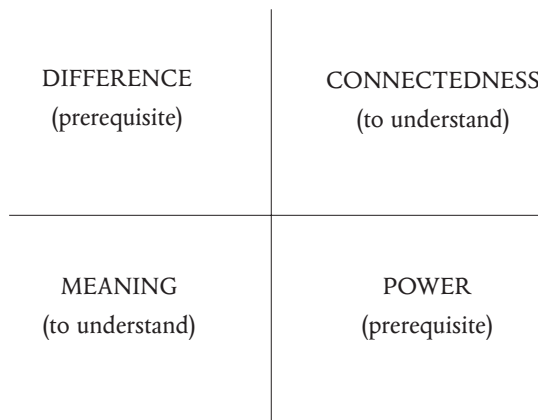 DIFFERENCE
(prerequisite)
CONNECTEDNESS
(to understand)
MEANING
(to understand)
POWER
(prerequisite)